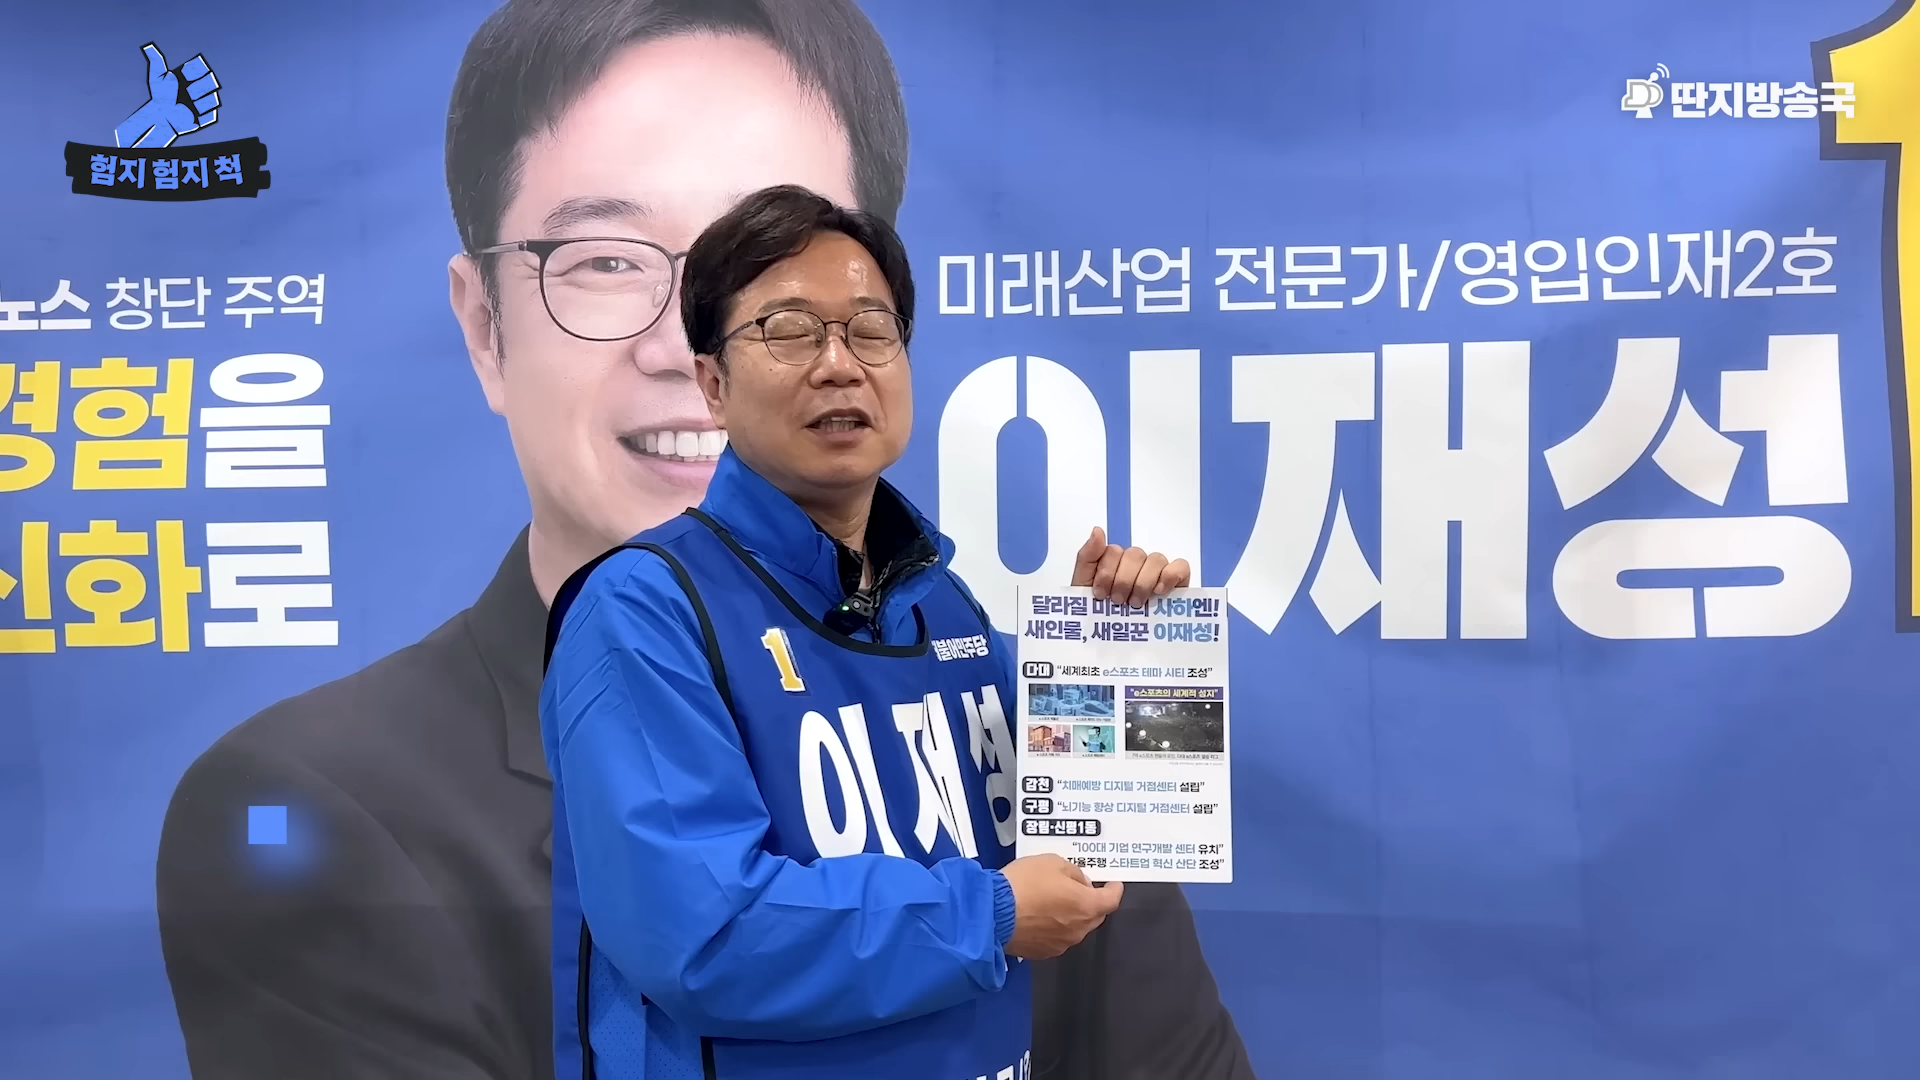 험지 험지 척
딴지방송국
노스 창단 주역
경험을
신화로
미래산업 전문가/영입인재2호
이재성
1
1
더불어민주당
이재성
달라질 미래의 사하엔!
새인물, 새일꾼 이재성!
다대 "세계최초 e스포츠 테마 시티 조성"
"e스포츠의 세계적 성지"
감천 "치매예방 디지털 거점센터 설립"
구평 "뇌기능 향상 디지털 거점센터 설립"
장림·신평1동
"100대 기업 연구개발 센터 유치"
자율주행 스타트업 혁신 산단 조성"